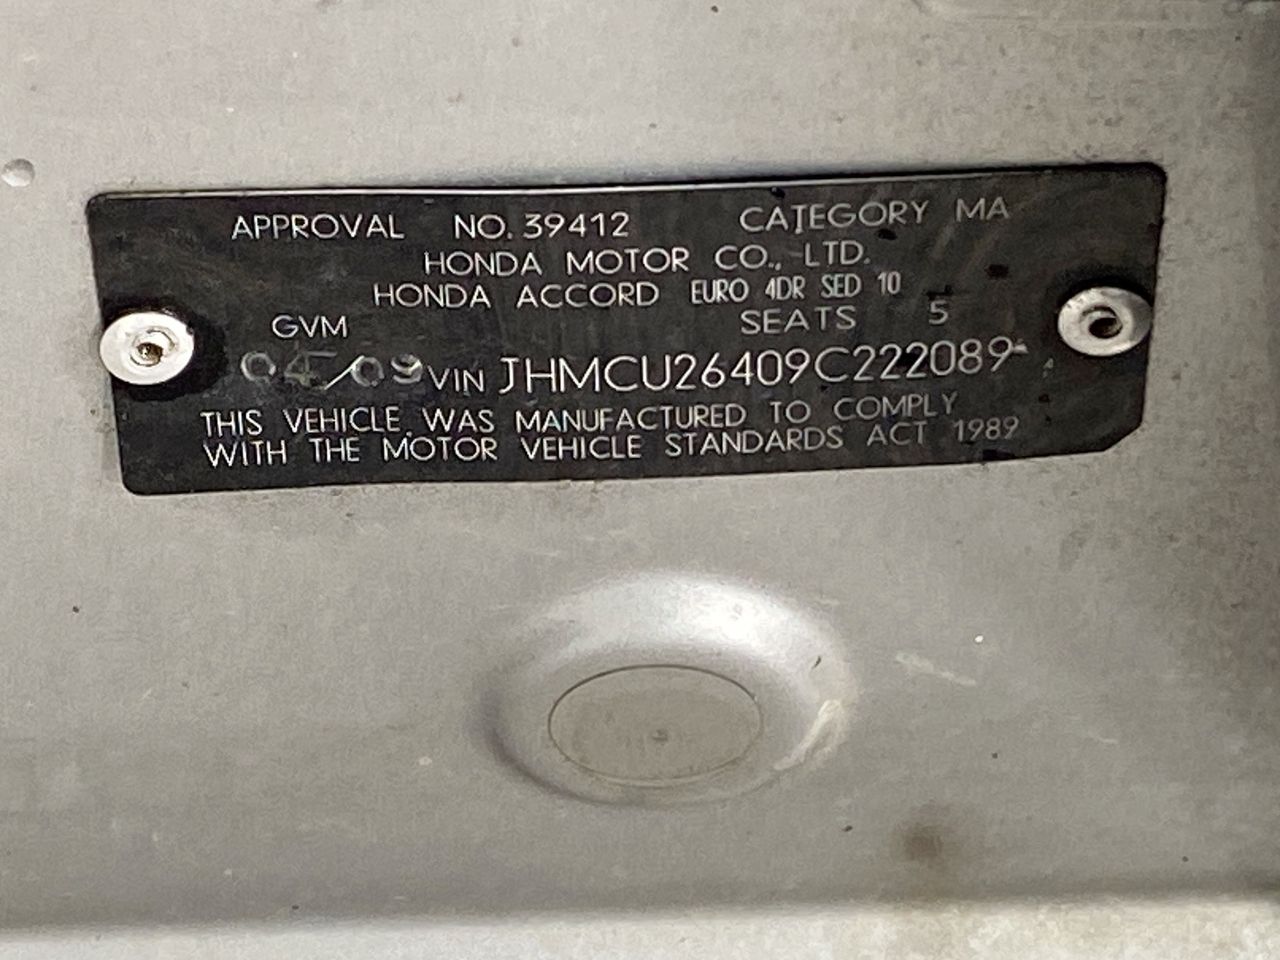 APPROVAL NO. 39412 CATEGORY MA
HONDA MOTOR CO., LTD.
HONDA ACCORD EURO 4DR SED 10
GVM SEATS 5
04/09 VIN JHMCU26409C222089
THIS VEHICLE WAS MANUFACTURED TO COMPLY
WITH THE MOTOR VEHICLE STANDARDS ACT 1989